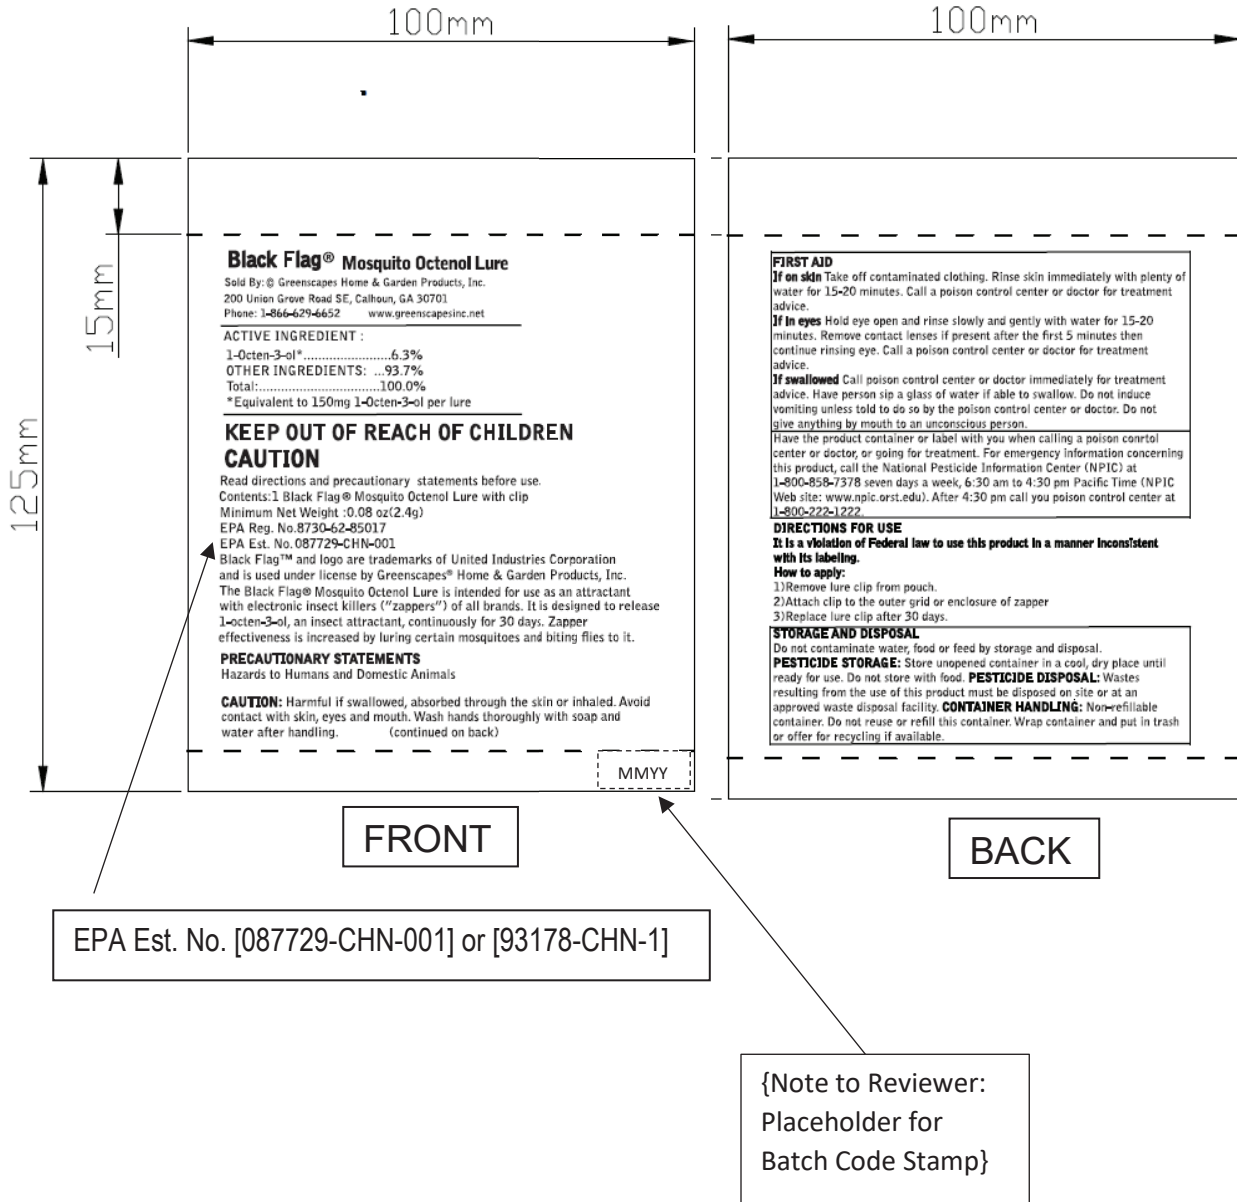 100mm
100mm
15mm
125mm
Black Flag® Mosquito Octenol Lure
Sold By: © Greenscapes Home & Garden Products, Inc.
200 Union Grove Road SE, Calhoun, GA 30701
Phone: 1-866-629-6652 www.greenscapesinc.net
ACTIVE INGREDIENT :
1-Octen-3-ol*........................6.3%
OTHER INGREDIENTS: ...93.7%
Total:.................................100.0%
*Equivalent to 150mg 1-Octen-3-ol per lure
KEEP OUT OF REACH OF CHILDREN
CAUTION
Read directions and precautionary statements before use.
Contents:1 Black Flag® Mosquito Octenol Lure with clip
Minimum Net Weight :0.08 oz(2.4g)
EPA Reg. No.8730-62-85017
EPA Est. No.087729-CHN-001
Black Flag™ and logo are trademarks of United Industries Corporation
and is used under license by Greenscapes® Home & Garden Products, Inc.
The Black Flag® Mosquito Octenol Lure is intended for use as an attractant
with electronic insect killers ("zappers") of all brands. It is designed to release
1-octen-3-ol, an insect attractant, continuously for 30 days. Zapper
effectiveness is increased by luring certain mosquitoes and biting flies to it.
PRECAUTIONARY STATEMENTS
Hazards to Humans and Domestic Animals
CAUTION: Harmful if swallowed, absorbed through the skin or inhaled. Avoid
contact with skin, eyes and mouth. Wash hands thoroughly with soap and
water after handling. (continued on back)
MMYY
FRONT
FIRST AID
If on skin Take off contaminated clothing. Rinse skin immediately with plenty of
water for 15-20 minutes. Call a poison control center or doctor for treatment
advice.
If in eyes Hold eye open and rinse slowly and gently with water for 15-20
minutes. Remove contact lenses if present after the first 5 minutes then
continue rinsing eye. Call a poison control center or doctor for treatment
advice.
If swallowed Call poison control center or doctor immediately for treatment
advice. Have person sip a glass of water if able to swallow. Do not induce
vomiting unless told to do so by the poison control center or doctor. Do not
give anything by mouth to an unconscious person.
Have the product container or label with you when calling a poison conrtol
center or doctor, or going for treatment. For emergency information concerning
this product, call the National Pesticide Information Center (NPIC) at
1-800-858-7378 seven days a week, 6:30 am to 4:30 pm Pacific Time (NPIC
Web site: www.npic.orst.edu). After 4:30 pm call you poison control center at
1-800-222-1222.
DIRECTIONS FOR USE
It is a violation of Federal law to use this product in a manner inconsistent
with its labeling.
How to apply:
1)Remove lure clip from pouch.
2)Attach clip to the outer grid or enclosure of zapper
3)Replace lure clip after 30 days.
STORAGE AND DISPOSAL
Do not contaminate water, food or feed by storage and disposal.
PESTICIDE STORAGE: Store unopened container in a cool, dry place until
ready for use. Do not store with food. PESTICIDE DISPOSAL: Wastes
resulting from the use of this product must be disposed on site or at an
approved waste disposal facility. CONTAINER HANDLING: Non-refillable
container. Do not reuse or refill this container. Wrap container and put in trash
or offer for recycling if available.
BACK
EPA Est. No. [087729-CHN-001] or [93178-CHN-1]
{Note to Reviewer:
Placeholder for
Batch Code Stamp}